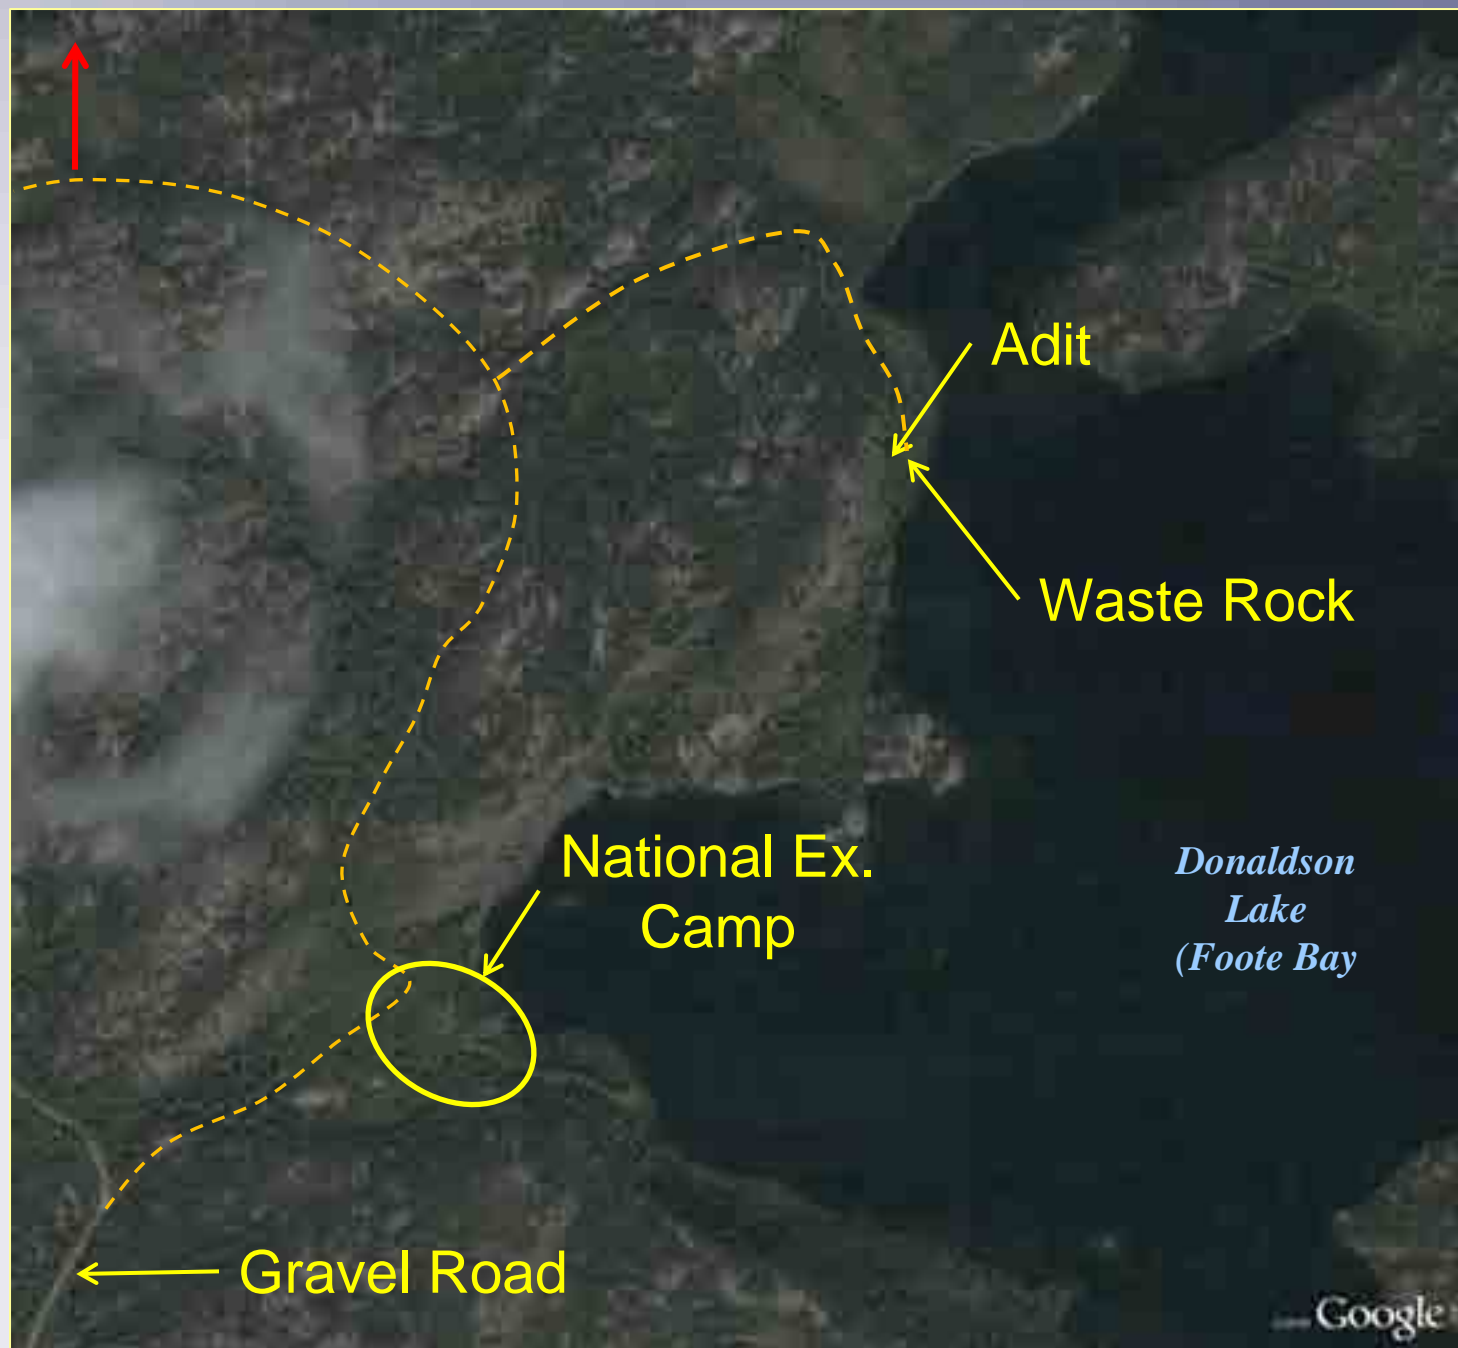 Adit
Waste Rock
National Ex.
Camp
Donaldson
Lake
(Foote Bay
Gravel Road
Google